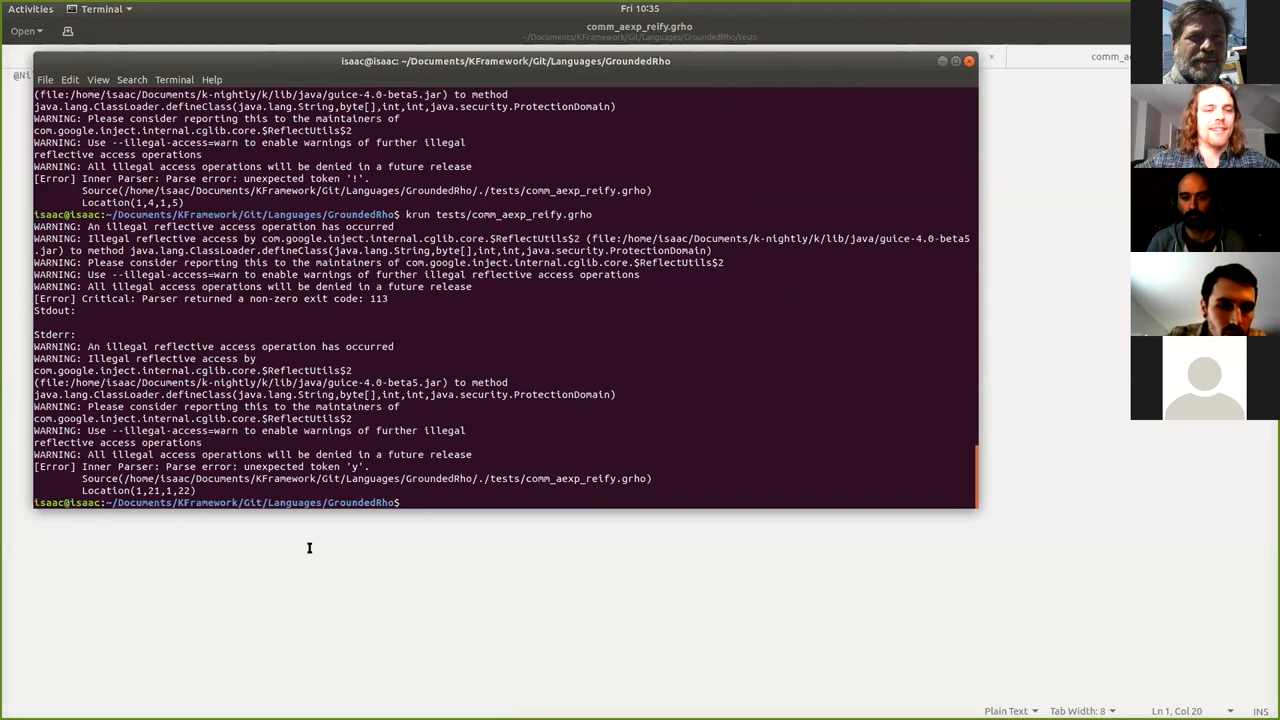 Activities Terminal Fri 10:35
Open comm_aexp_reify.grho
~/Documents/KFramework/Git/Languages/GroundedRho/tests
isaac@isaac: ~/Documents/KFramework/Git/Languages/GroundedRho
comm_ae
@Ni
File Edit View Search Terminal Help
(file:/home/isaac/Documents/k-nightly/k/lib/java/guice-4.0-beta5.jar) to method
java.lang.ClassLoader.defineClass(java.lang.String,byte[],int,int,java.security.ProtectionDomain)
WARNING: Please consider reporting this to the maintainers of
com.google.inject.internal.cglib.core.$ReflectUtils$2
WARNING: Use --illegal-access=warn to enable warnings of further illegal
reflective access operations
WARNING: All illegal access operations will be denied in a future release
[Error] Inner Parser: Parse error: unexpected token '!'.
Source(/home/isaac/Documents/KFramework/Git/Languages/GroundedRho/./tests/comm_aexp_reify.grho)
Location(1,4,1,5)
isaac@isaac:~/Documents/KFramework/Git/Languages/GroundedRho$ krun tests/comm_aexp_reify.grho
WARNING: An illegal reflective access operation has occurred
WARNING: Illegal reflective access by com.google.inject.internal.cglib.core.$ReflectUtils$2 (file:/home/isaac/Documents/k-nightly/k/lib/java/guice-4.0-beta5
.jar) to method java.lang.ClassLoader.defineClass(java.lang.String,byte[],int,int,java.security.ProtectionDomain)
WARNING: Please consider reporting this to the maintainers of com.google.inject.internal.cglib.core.$ReflectUtils$2
WARNING: Use --illegal-access=warn to enable warnings of further illegal reflective access operations
WARNING: All illegal access operations will be denied in a future release
[Error] Critical: Parser returned a non-zero exit code: 113
Stdout:
Stderr:
WARNING: An illegal reflective access operation has occurred
WARNING: Illegal reflective access by
com.google.inject.internal.cglib.core.$ReflectUtils$2
(file:/home/isaac/Documents/k-nightly/k/lib/java/guice-4.0-beta5.jar) to method
java.lang.ClassLoader.defineClass(java.lang.String,byte[],int,int,java.security.ProtectionDomain)
WARNING: Please consider reporting this to the maintainers of
com.google.inject.internal.cglib.core.$ReflectUtils$2
WARNING: Use --illegal-access=warn to enable warnings of further illegal
reflective access operations
WARNING: All illegal access operations will be denied in a future release
[Error] Inner Parser: Parse error: unexpected token 'y'.
Source(/home/isaac/Documents/KFramework/Git/Languages/GroundedRho/./tests/comm_aexp_reify.grho)
Location(1,21,1,22)
isaac@isaac:~/Documents/KFramework/Git/Languages/GroundedRho$
Plain Text Tab Width: 8 Ln 1, Col 20 INS